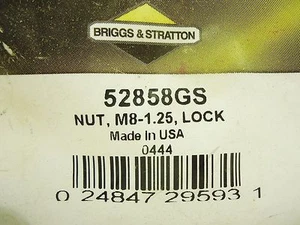 BRIGGS & STRATTON
52858GS
NUT, M8-1.25, LOCK
Made In USA
0444
0 24847 29593 1